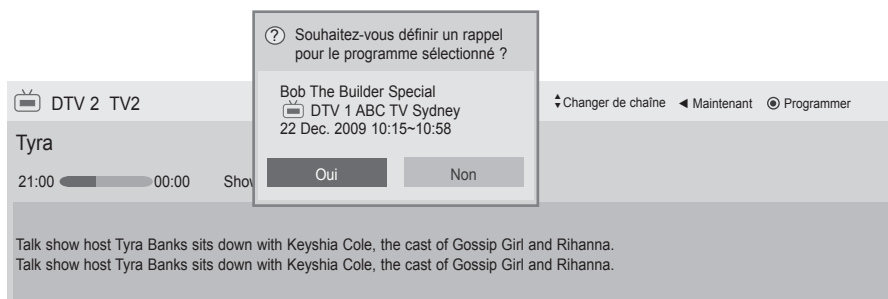 Souhaitez-vous définir un rappel
pour le programme sélectionné ?
Bob The Builder Special
DTV 1 ABC TV Sydney
22 Dec. 2009 10:15~10:58
Oui Non
DTV 2 TV2
Changer de chaîne Maintenant Programmer
Tyra
21:00 00:00
Talk show host Tyra Banks sits down with Keyshia Cole, the cast of Gossip Girl and Rihanna.
Talk show host Tyra Banks sits down with Keyshia Cole, the cast of Gossip Girl and Rihanna.